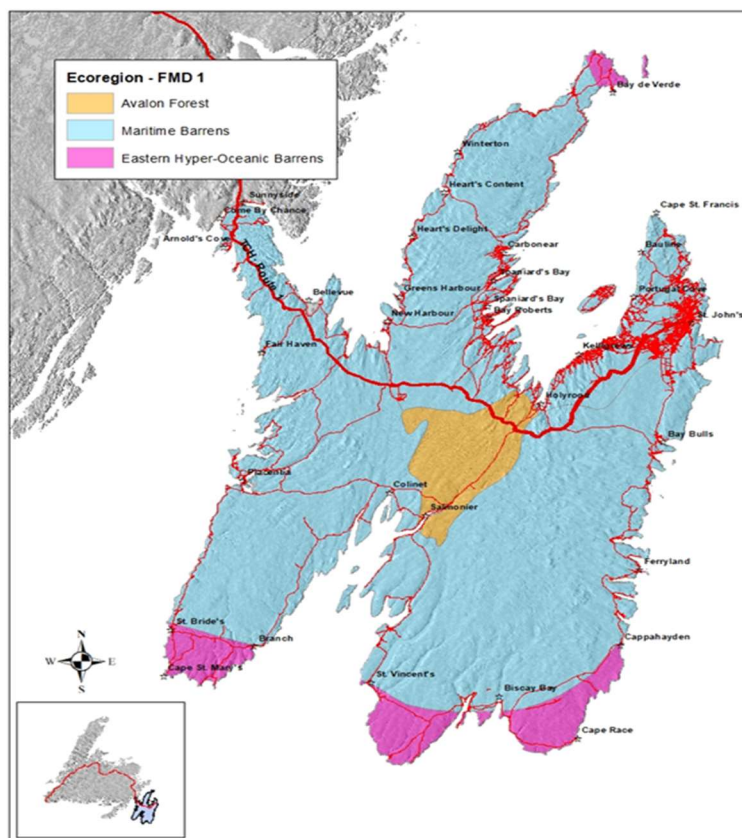 Ecoregion - FMD 1
Avalon Forest
Maritime Barrens
Eastern Hyper-Oceanic Barrens
Bay de Verde
Winterton
Heart's Content
Cape St. Francis
Sunnyside
Come By Chance
Arnold's Cove
Heart's Delight
Carbonear
Bauline
TCH, Route 1
Spaniard's Bay
Bellevue
Greens Harbour
Spaniard's Bay
Portugal Cove
Bay Roberts
New Harbour
St. John's
Fair Haven
Kelligrews
Holyrood
Bay Bulls
Placentia
Colinet
Salmonier
Ferryland
St. Bride's
Branch
Cappahayden
Cape St. Mary's
St. Vincent's
Biscay Bay
Cape Race
N
W
E
S